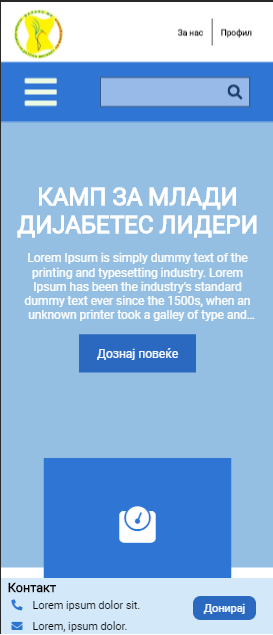 За нас
Профил
КАМП ЗА МЛАДИ
ДИЈАБЕТЕС ЛИДЕРИ
Lorem Ipsum is simply dummy text of the
printing and typesetting industry. Lorem
Ipsum has been the industry's standard
dummy text ever since the 1500s, when an
unknown printer took a galley of type and...
Дознај повеќе
Контакт
Lorem ipsum dolor sit.
Донирај
Lorem, ipsum dolor.